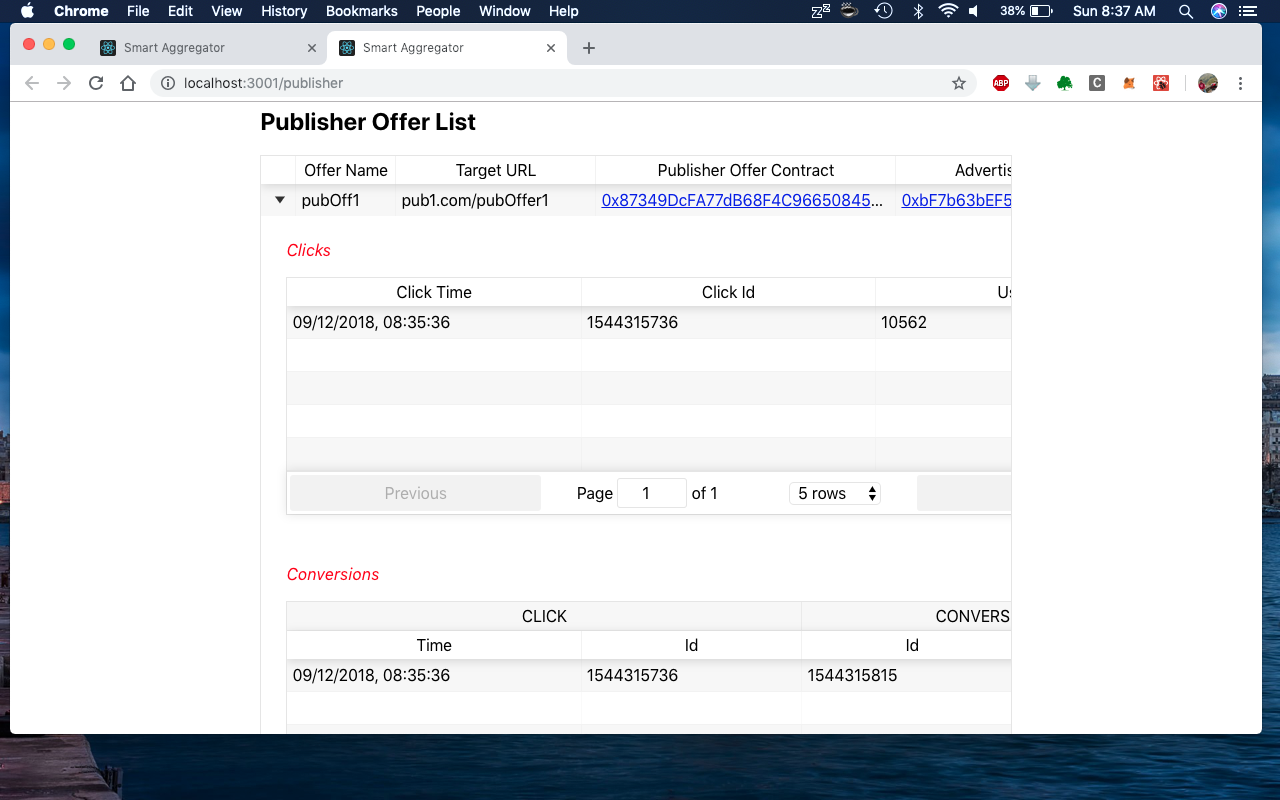 Chrome File Edit View History Bookmarks People Window Help 38% Sun 8:37 AM
Smart Aggregator Smart Aggregator
localhost:3001/publisher ABP C
Publisher Offer List
Offer Name Target URL Publisher Offer Contract Advertis
pubOff1 pub1.com/pubOffer1 0x87349DcFA77dB68F4C96650845... 0xbF7b63bEF5
Clicks
Click Time Click Id Us
09/12/2018, 08:35:36 1544315736 10562
Previous Page 1 of 1 5 rows
Conversions
CLICK CONVERS
Time Id Id
09/12/2018, 08:35:36 1544315736 1544315815